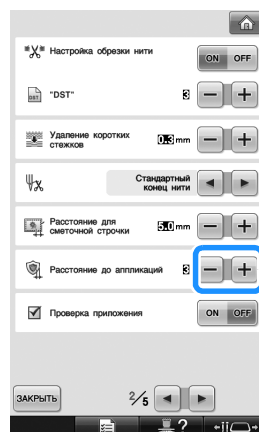 Настройка обрезки нити
ON OFF
DST "DST" 3 − +
Удаление коротких
стежков 0.3 mm − +
Стандартный
конец нити
Расстояние для
сметочной строчки 5.0 mm − +
Расстояние до аппликаций 3 − +
Проверка приложения ON OFF
ЗАКРЫТЬ 2/5
?